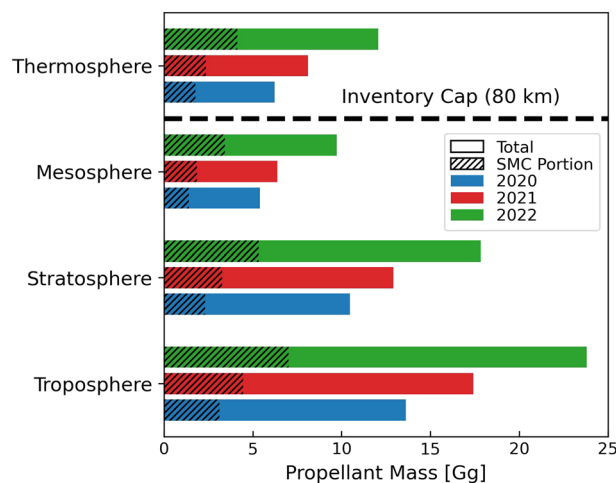 Thermosphere
Inventory Cap (80 km)
Mesosphere
Total
SMC Portion
2020
2021
2022
Stratosphere
Troposphere
0 5 10 15 20 25
Propellant Mass [Gg]